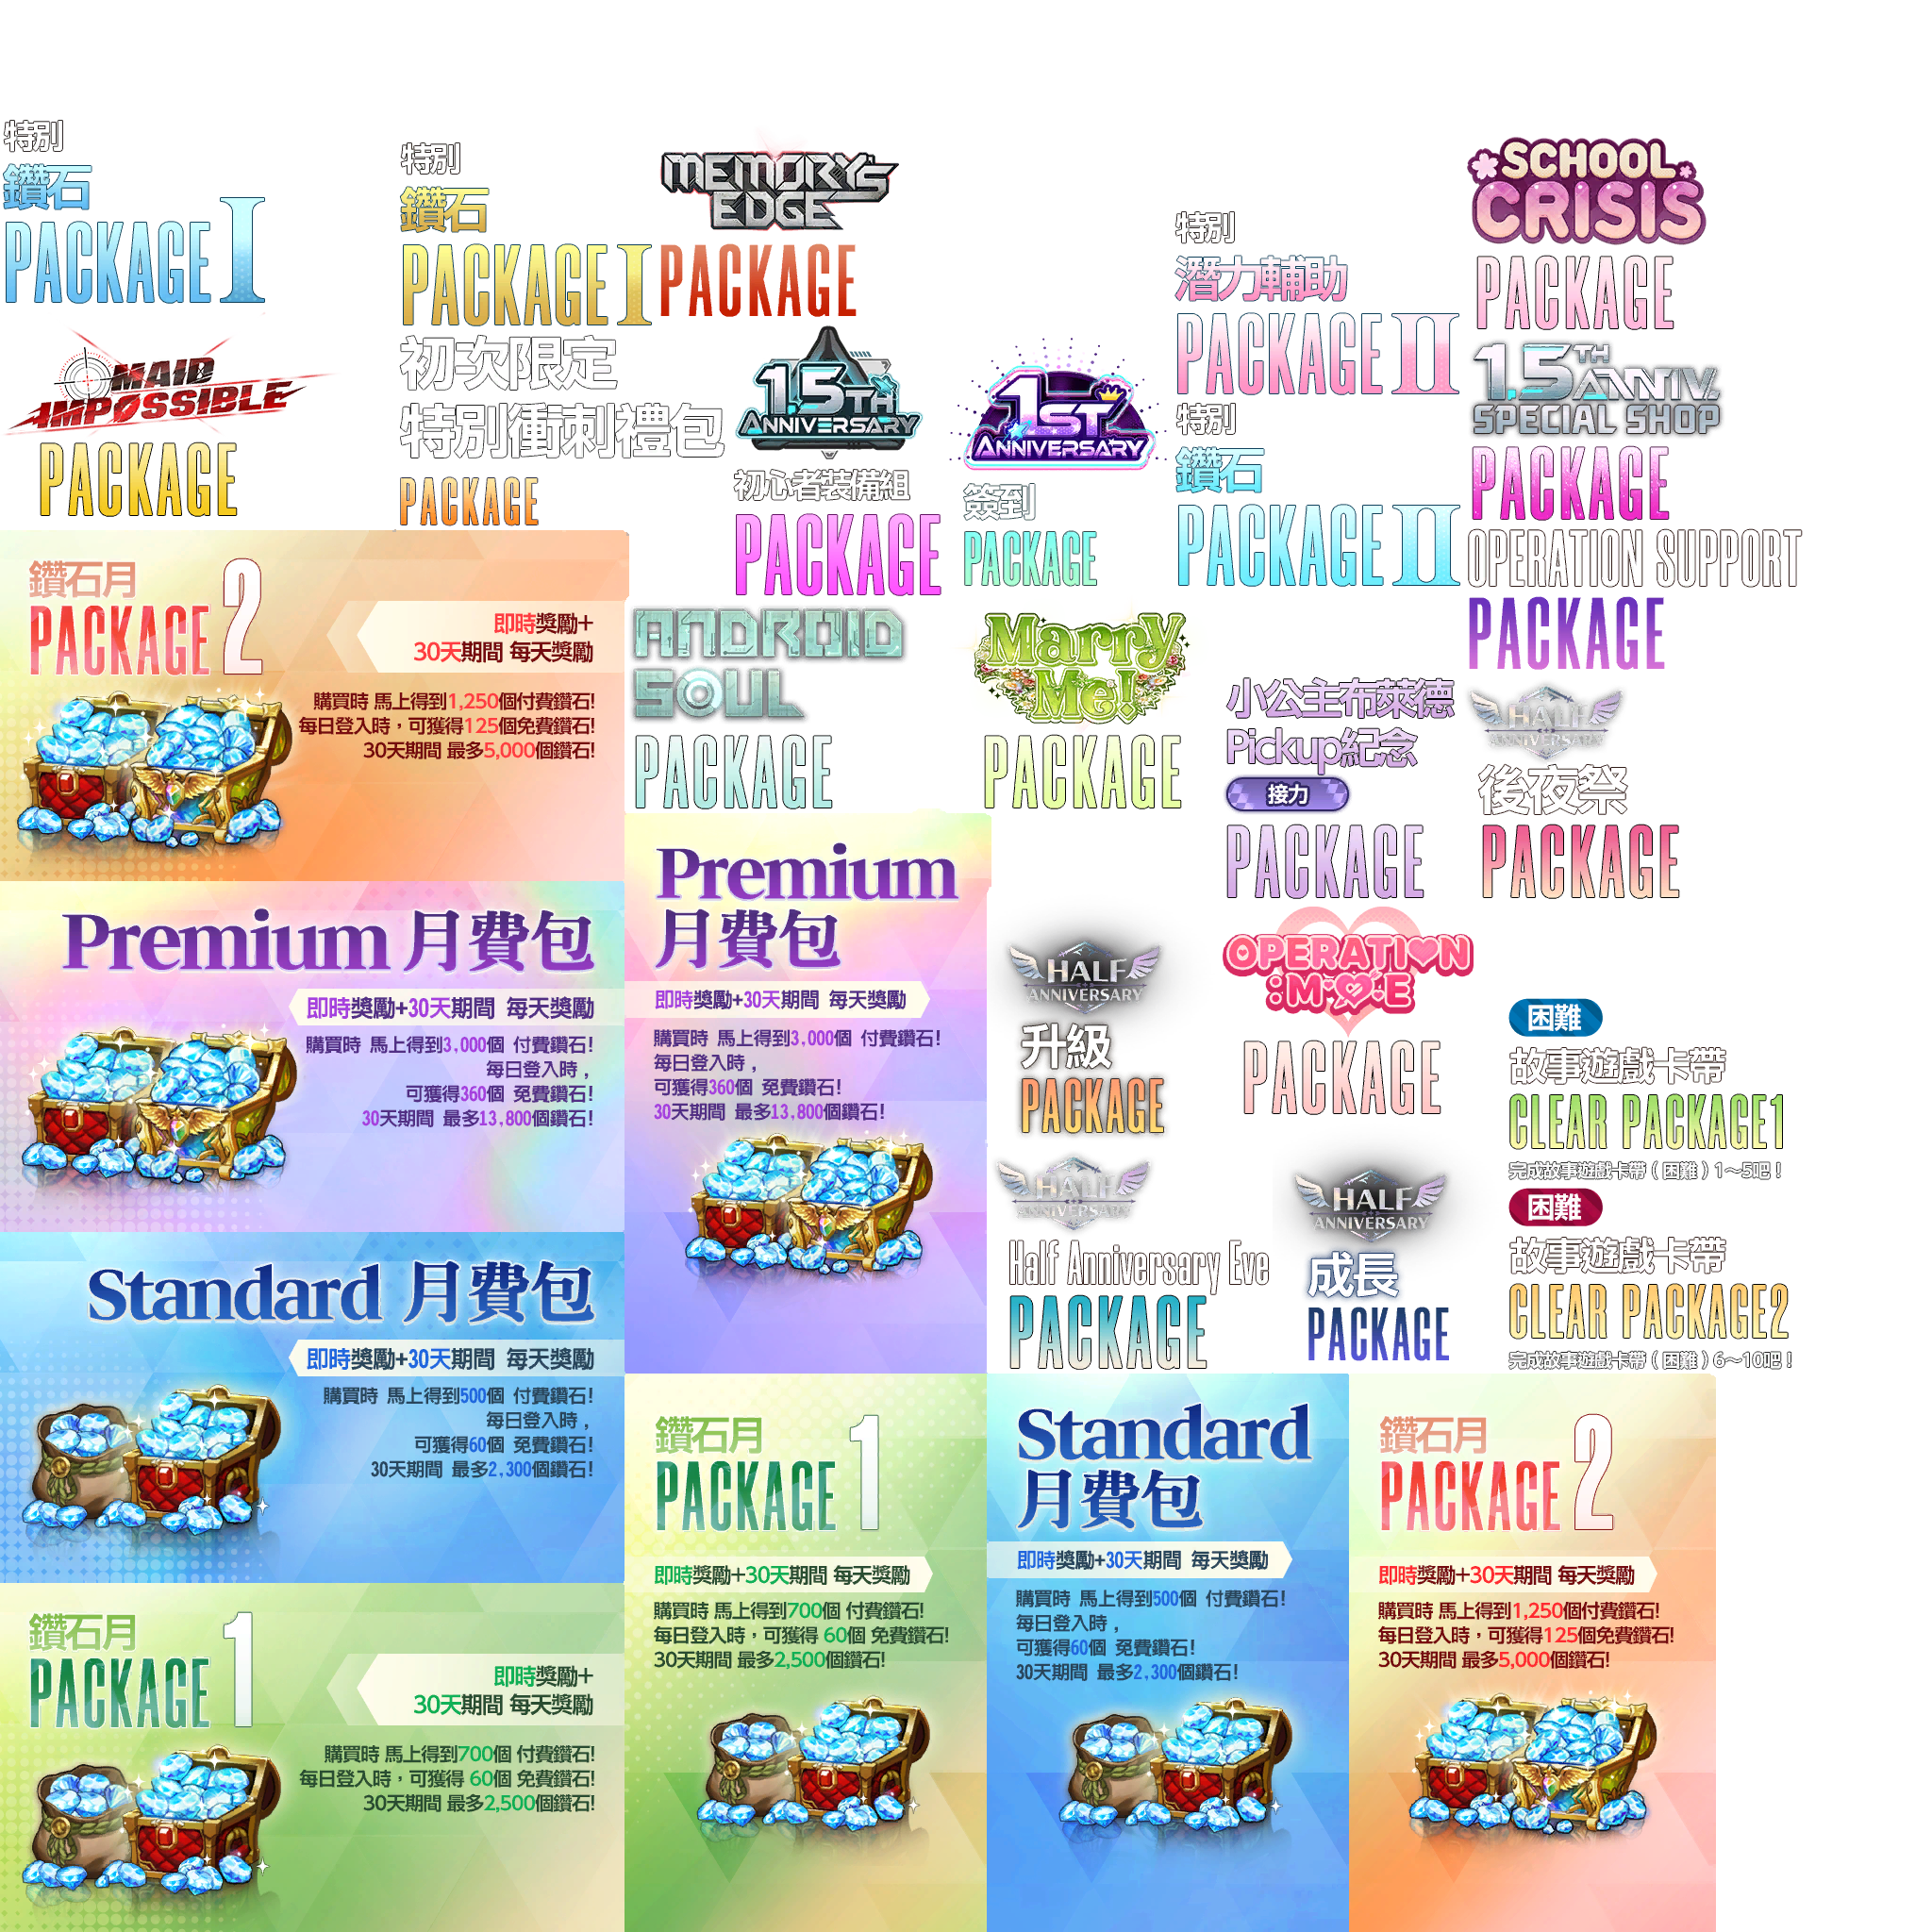 特別
鑽石
PACKAGE I
MAID
IMPOSSIBLE
PACKAGE
特別
鑽石
PACKAGE I
初次限定
特別衝刺禮包
PACKAGE
MEMORY'S
EDGE
PACKAGE
1.5TH
ANNIVERSARY
初心者裝備組
PACKAGE
1ST
ANNIVERSARY
簽到
PACKAGE
特別
潛力輔助
PACKAGE II
特別
鑽石
PACKAGE II
SCHOOL
CRISIS
PACKAGE
1.5TH ANNIV.
SPECIAL SHOP
PACKAGE
OPERATION SUPPORT
PACKAGE
鑽石月
PACKAGE 2
即時獎勵+
30天期間 每天獎勵
購買時 馬上得到1,250個付費鑽石!
每日登入時，可獲得125個免費鑽石!
30天期間 最多5,000個鑽石!
ANDROID
SOUL
PACKAGE
Marry
Me!
PACKAGE
小公主布萊德
Pickup紀念
接力
PACKAGE
HALF
ANNIVERSARY
後夜祭
PACKAGE
Premium 月費包
即時獎勵+30天期間 每天獎勵
購買時 馬上得到3,000個 付費鑽石!
每日登入時，
可獲得360個 免費鑽石!
30天期間 最多13,800個鑽石!
Premium
月費包
即時獎勵+30天期間 每天獎勵
購買時 馬上得到3,000個 付費鑽石!
每日登入時，
可獲得360個 免費鑽石!
30天期間 最多13,800個鑽石!
HALF
ANNIVERSARY
升級
PACKAGE
OPERATION
:MOE
PACKAGE
困難
故事遊戲卡帶
CLEAR PACKAGE1
完成故事遊戲卡帶（困難）1～5吧！
困難
故事遊戲卡帶
CLEAR PACKAGE2
完成故事遊戲卡帶（困難）6～10吧！
HALF
ANNIVERSARY
Half Anniversary Eve
PACKAGE
HALF
ANNIVERSARY
成長
PACKAGE
Standard 月費包
即時獎勵+30天期間 每天獎勵
購買時 馬上得到500個 付費鑽石!
每日登入時，
可獲得60個 免費鑽石!
30天期間 最多2,300個鑽石!
鑽石月
PACKAGE 1
即時獎勵+
30天期間 每天獎勵
購買時 馬上得到700個 付費鑽石!
每日登入時，可獲得 60個 免費鑽石!
30天期間 最多2,500個鑽石!
鑽石月
PACKAGE 1
即時獎勵+30天期間 每天獎勵
購買時 馬上得到700個 付費鑽石!
每日登入時，可獲得 60個 免費鑽石!
30天期間 最多2,500個鑽石!
Standard
月費包
即時獎勵+30天期間 每天獎勵
購買時 馬上得到500個 付費鑽石!
每日登入時，
可獲得60個 免費鑽石!
30天期間 最多2,300個鑽石!
鑽石月
PACKAGE 2
即時獎勵+30天期間 每天獎勵
購買時 馬上得到1,250個付費鑽石!
每日登入時，可獲得125個免費鑽石!
30天期間 最多5,000個鑽石!